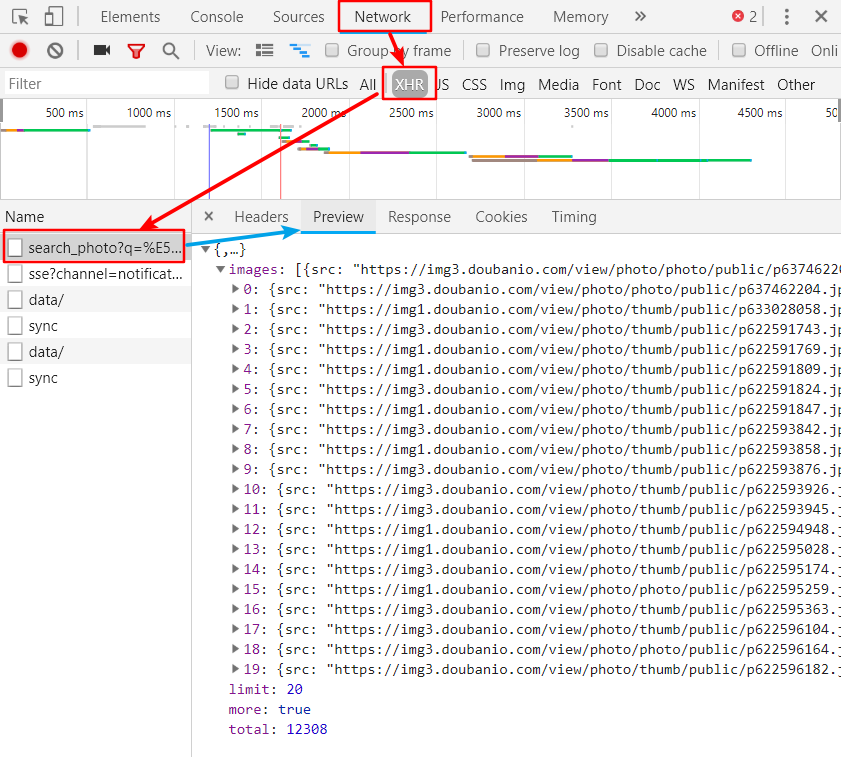 Elements Console Sources Network Performance Memory » 2
View: Group by frame Preserve log Disable cache Offline Onli
Filter Hide data URLs All XHR JS CSS Img Media Font Doc WS Manifest Other
500 ms 1000 ms 1500 ms 2000 ms 2500 ms 3000 ms 3500 ms 4000 ms 4500 ms 50
Name × Headers Preview Response Cookies Timing
search_photo?q=%E5...
sse?channel=notificat...
data/
sync
data/
sync
{,…}
images: [{src: "https://img3.doubanio.com/view/photo/photo/public/p63746220
0: {src: "https://img3.doubanio.com/view/photo/photo/public/p637462204.jp
1: {src: "https://img1.doubanio.com/view/photo/thumb/public/p633028058.jp
2: {src: "https://img3.doubanio.com/view/photo/thumb/public/p622591743.jp
3: {src: "https://img1.doubanio.com/view/photo/thumb/public/p622591769.jp
4: {src: "https://img1.doubanio.com/view/photo/thumb/public/p622591809.jp
5: {src: "https://img3.doubanio.com/view/photo/thumb/public/p622591824.jp
6: {src: "https://img1.doubanio.com/view/photo/thumb/public/p622591847.jp
7: {src: "https://img3.doubanio.com/view/photo/thumb/public/p622593842.jp
8: {src: "https://img1.doubanio.com/view/photo/thumb/public/p622593858.jp
9: {src: "https://img3.doubanio.com/view/photo/thumb/public/p622593876.jp
10: {src: "https://img3.doubanio.com/view/photo/thumb/public/p622593926.j
11: {src: "https://img3.doubanio.com/view/photo/thumb/public/p622593945.j
12: {src: "https://img1.doubanio.com/view/photo/thumb/public/p622594948.j
13: {src: "https://img1.doubanio.com/view/photo/thumb/public/p622595028.j
14: {src: "https://img3.doubanio.com/view/photo/thumb/public/p622595174.j
15: {src: "https://img1.doubanio.com/view/photo/photo/public/p622595259.j
16: {src: "https://img3.doubanio.com/view/photo/thumb/public/p622595363.j
17: {src: "https://img3.doubanio.com/view/photo/thumb/public/p622596104.j
18: {src: "https://img3.doubanio.com/view/photo/photo/public/p622596164.j
19: {src: "https://img3.doubanio.com/view/photo/thumb/public/p622596182.j
limit: 20
more: true
total: 12308